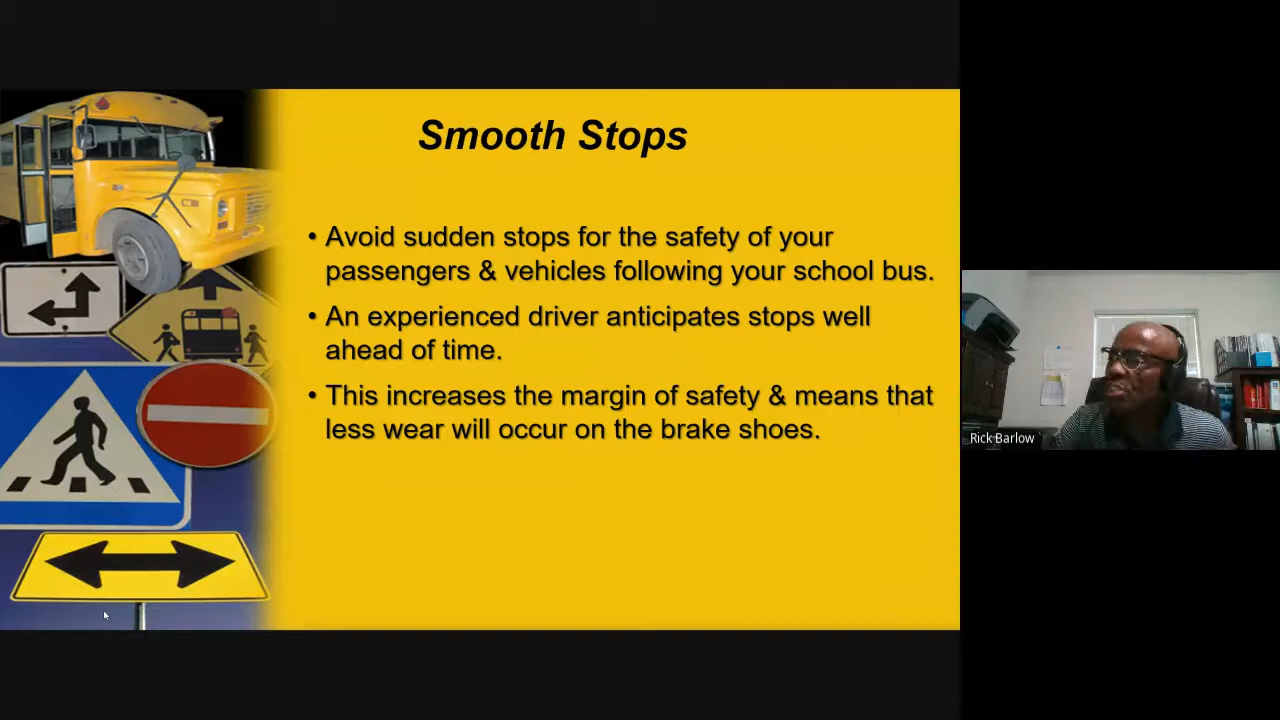 Smooth Stops
• Avoid sudden stops for the safety of your
passengers & vehicles following your school bus.
• An experienced driver anticipates stops well
ahead of time.
• This increases the margin of safety & means that
less wear will occur on the brake shoes.
Rick Barlow